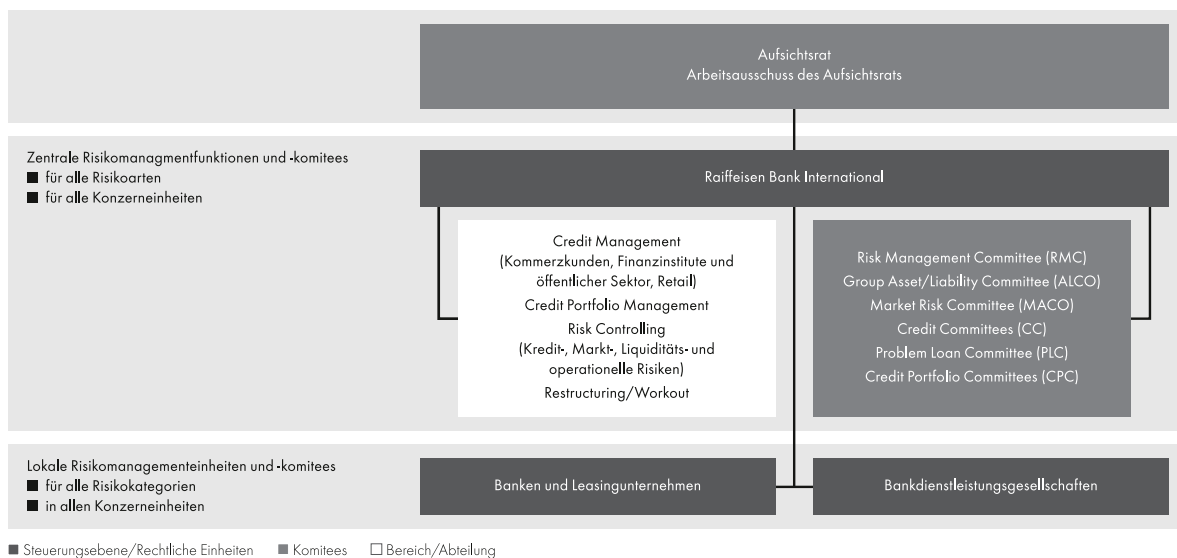 Aufsichtsrat
Arbeitsausschuss des Aufsichtsrats
Zentrale Risikomanagmentfunktionen und -komitees
■ für alle Risikoarten
■ für alle Konzerneinheiten
Raiffeisen Bank International
Credit Management
(Kommerzkunden, Finanzinstitute und
öffentlicher Sektor, Retail)
Credit Portfolio Management
Risk Controlling
(Kredit-, Markt-, Liquiditäts- und
operationelle Risiken)
Restructuring/Workout
Risk Management Committee (RMC)
Group Asset/Liability Committee (ALCO)
Market Risk Committee (MACO)
Credit Committees (CC)
Problem Loan Committee (PLC)
Credit Portfolio Committees (CPC)
Lokale Risikomanagementeinheiten und -komitees
■ für alle Risikokategorien
■ in allen Konzerneinheiten
Banken und Leasingunternehmen
Bankdienstleistungsgesellschaften
■ Steuerungsebene/Rechtliche Einheiten ■ Komitees □ Bereich/Abteilung